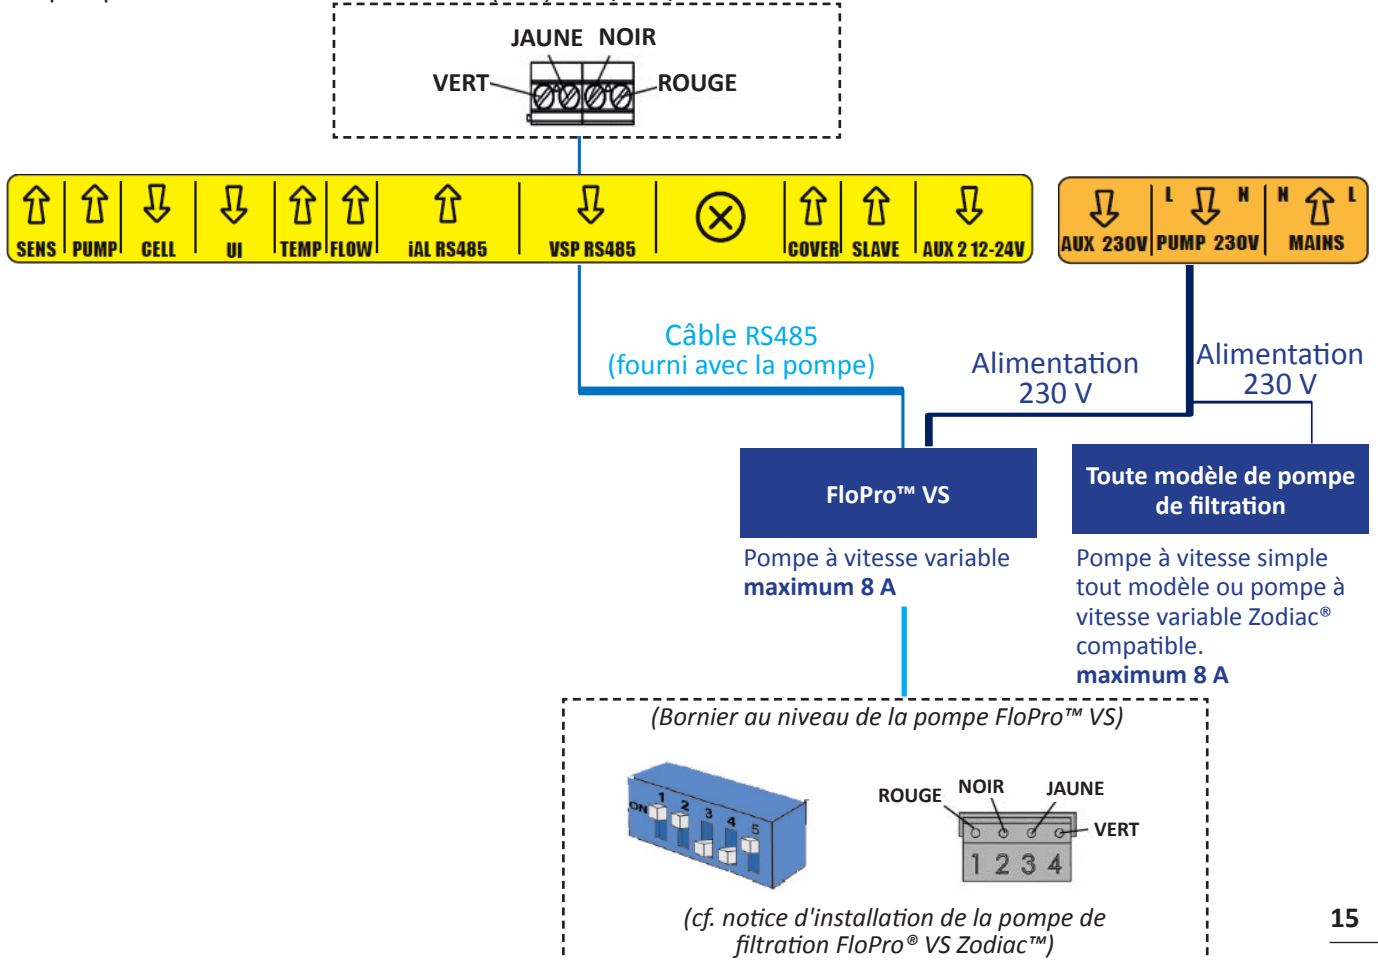 JAUNE NOIR
VERT
ROUGE
SENS PUMP CELL UI TEMP FLOW iAL RS485 VSP RS485 COVER SLAVE AUX 2 12-24V
L N N L
AUX 230V PUMP 230V MAINS
Câble RS485
(fourni avec la pompe)
Alimentation
230 V
Alimentation
230 V
FloPro™ VS
Toute modèle de pompe
de filtration
Pompe à vitesse variable
maximum 8 A
Pompe à vitesse simple
tout modèle ou pompe à
vitesse variable Zodiac®
compatible.
maximum 8 A
(Bornier au niveau de la pompe FloPro™ VS)
ON 1 2 3 4 5
ROUGE NOIR JAUNE
VERT
1 2 3 4
(cf. notice d'installation de la pompe de
filtration FloPro® VS Zodiac™)
15